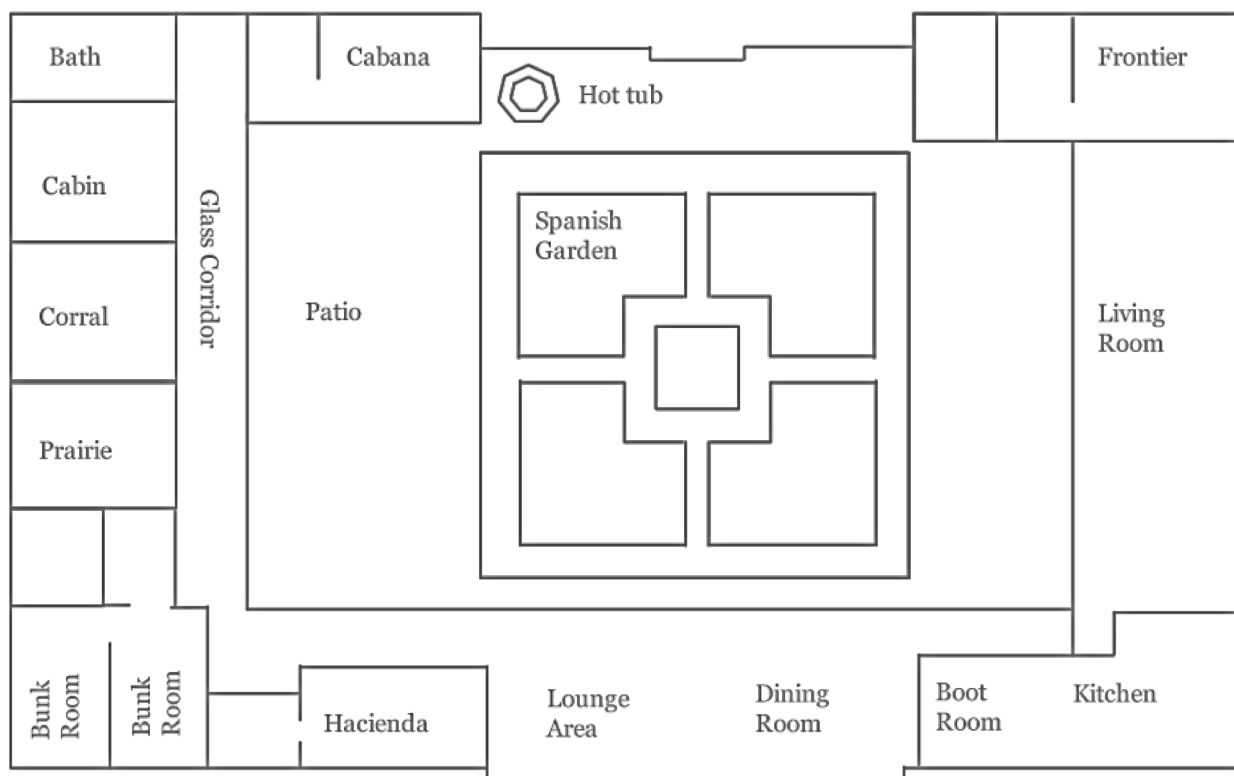 Bath
Cabana
Frontier
Hot tub
Cabin
Glass Corridor
Spanish
Garden
Corral
Patio
Living
Room
Prairie
Bunk
Room
Bunk
Room
Hacienda
Lounge
Area
Dining
Room
Boot
Room
Kitchen